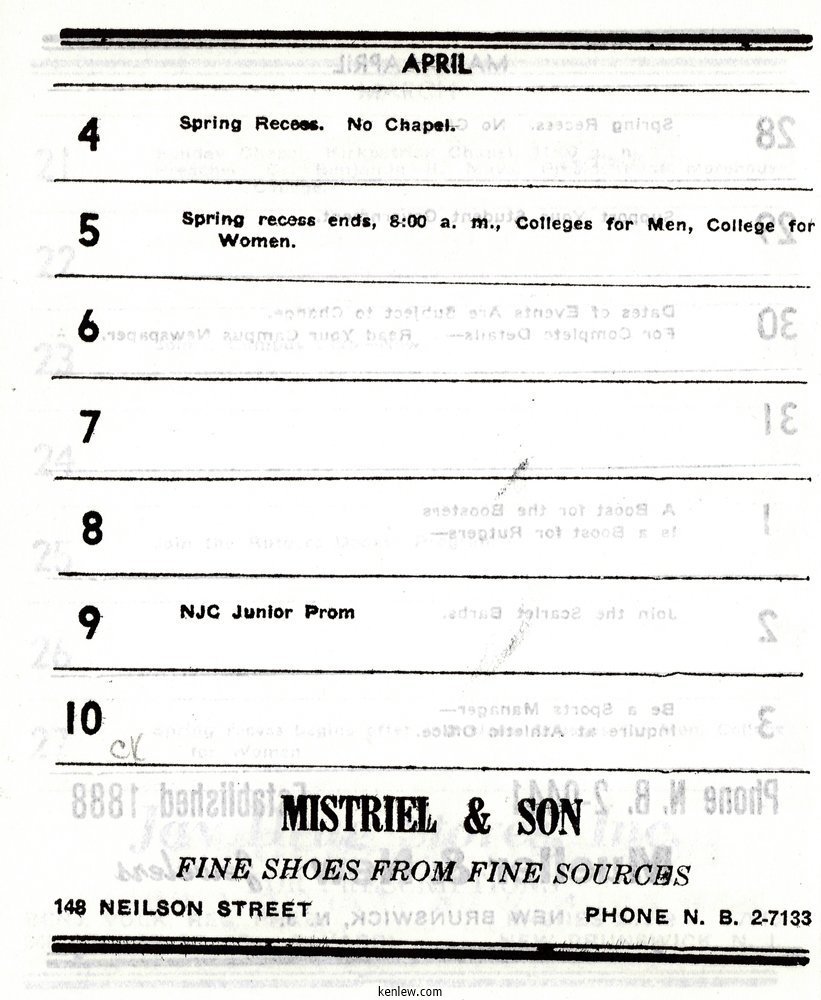 APRIL
4 Spring Recess. No Chapel.
5 Spring recess ends, 8:00 a. m., Colleges for Men, College for
Women.
6
7
8
9 NJC Junior Prom
10
CK
MISTRIEL & SON
FINE SHOES FROM FINE SOURCES
148 NEILSON STREET PHONE N. B. 2-7133
kenlew.com